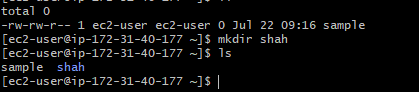 total 0
-rw-rw-r-- 1 ec2-user ec2-user 0 Jul 22 09:16 sample
[ec2-user@ip-172-31-40-177 ~]$ mkdir shah
[ec2-user@ip-172-31-40-177 ~]$ ls
sample  shah
[ec2-user@ip-172-31-40-177 ~]$